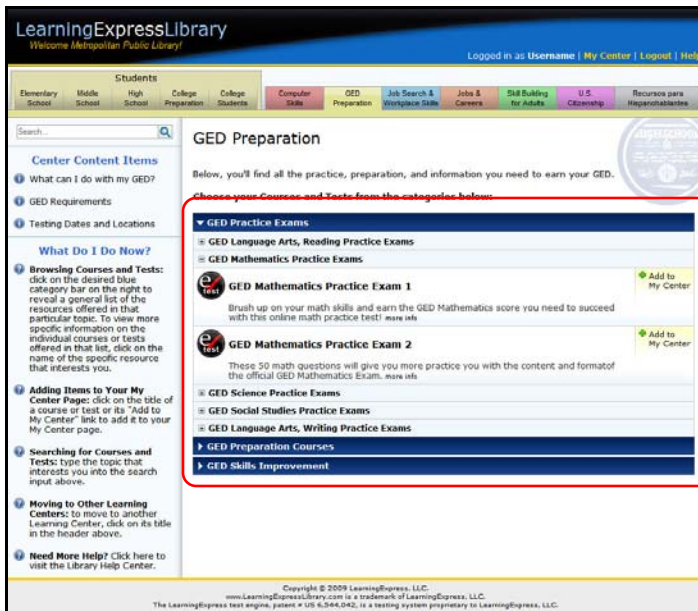 LearningExpressLibrary
Welcome Metropolitan Public Library!
Logged in as Username | My Center | Logout | Help
Students
Elementary School
Middle School
High School
College Preparation
College Students
Computer Skills
GED Preparation
Job Search & Workplace Skills
Jobs & Careers
Skill Building for Adults
U.S. Citizenship
Recursos para Hispanohablantes
Search...
Center Content Items
What can I do with my GED?
GED Requirements
Testing Dates and Locations
What Do I Do Now?
Browsing Courses and Tests:
click on the desired blue
category bar on the right to
reveal a general list of the
resources offered in that
particular topic. To view more
specific information on the
individual courses or tests
offered in that list, click on the
name of the specific resource
that interests you.
Adding Items to Your My
Center Page: click on the title
of a course or test or its "Add to
My Center" link to add it to your
My Center page.
Searching for Courses and
Tests: type the topic that
interests you into the search
input above.
Moving to Other Learning
Centers: to move to another
Learning Center, click on its title
in the header above.
Need More Help? Click here to
visit the Library Help Center.
GED Preparation
Below, you'll find all the practice, preparation, and information you need to earn your GED.
Choose your Courses and Tests from the categories below:
GED Practice Exams
GED Language Arts, Reading Practice Exams
GED Mathematics Practice Exams
e test
GED Mathematics Practice Exam 1
Add to
My Center
Brush up on your math skills and earn the GED Mathematics score you need to succeed
with this online math practice test! more info
e test
GED Mathematics Practice Exam 2
Add to
My Center
These 50 math questions will give you more practice you with the content and formatof
the official GED Mathematics Exam. more info
GED Science Practice Exams
GED Social Studies Practice Exams
GED Language Arts, Writing Practice Exams
GED Preparation Courses
GED Skills Improvement
Copyright © 2009 LearningExpress, LLC.
www.LearningExpressLibrary.com is a trademark of LearningExpress, LLC.
The LearningExpress test engine, patent # US 6,544,042, is a testing system proprietary to LearningExpress, LLC.